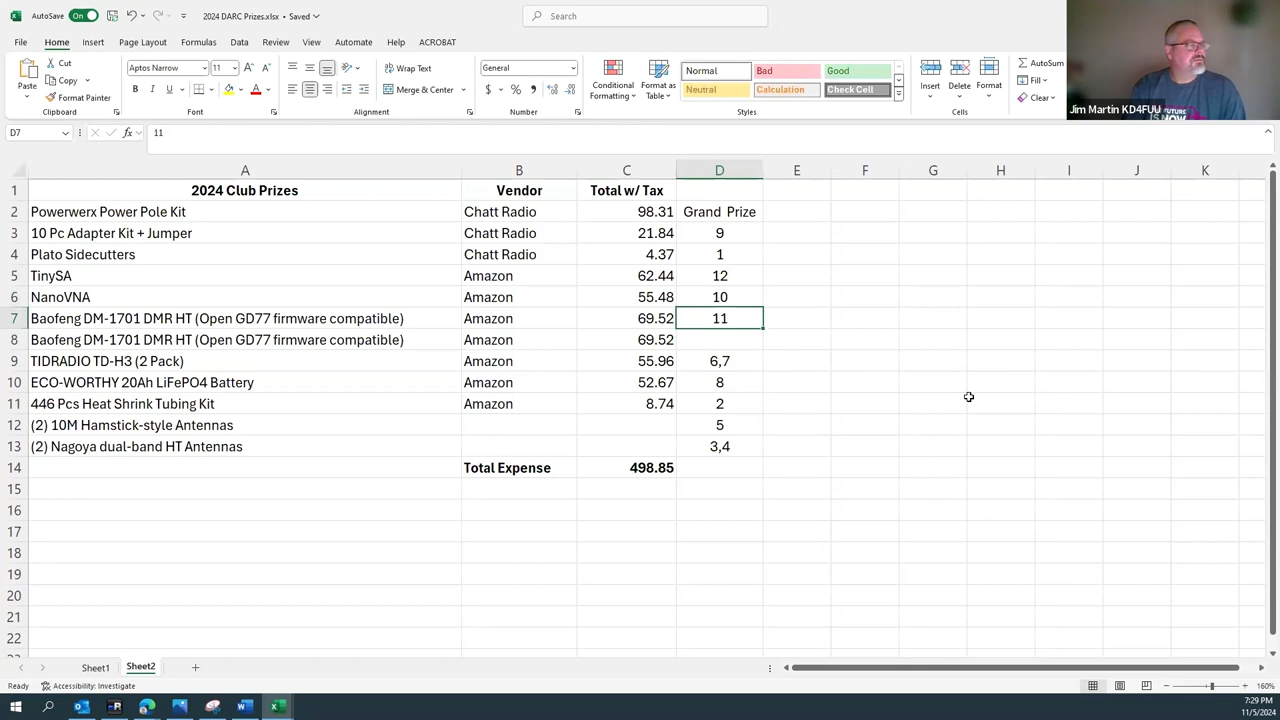 AutoSave On 2024 DARC Prizes.xlsx • Saved Search
File Home Insert Page Layout Formulas Data Review View Automate Help ACROBAT
Paste Cut Copy Format Painter Clipboard
Aptos Narrow 11 B I U A Font
Wrap Text Merge & Center Alignment
General $ % Number
Conditional Formatting Format as Table
Normal Bad Good
Neutral Calculation Check Cell
Styles
Insert Delete Format Cells
AutoSum Fill Clear
Jim Martin KD4FUU
D7 fx 11
A B C D E F G H I J K
1 2024 Club Prizes Vendor Total w/ Tax
2 Powerwerx Power Pole Kit Chatt Radio 98.31 Grand Prize
3 10 Pc Adapter Kit + Jumper Chatt Radio 21.84 9
4 Plato Sidecutters Chatt Radio 4.37 1
5 TinySA Amazon 62.44 12
6 NanoVNA Amazon 55.48 10
7 Baofeng DM-1701 DMR HT (Open GD77 firmware compatible) Amazon 69.52 11
8 Baofeng DM-1701 DMR HT (Open GD77 firmware compatible) Amazon 69.52
9 TIDRADIO TD-H3 (2 Pack) Amazon 55.96 6,7
10 ECO-WORTHY 20Ah LiFePO4 Battery Amazon 52.67 8
11 446 Pcs Heat Shrink Tubing Kit Amazon 8.74 2
12 (2) 10M Hamstick-style Antennas 5
13 (2) Nagoya dual-band HT Antennas 3,4
14 Total Expense 498.85
15
16
17
18
19
20
21
22
Sheet1 Sheet2
Ready Accessibility: Investigate 160%
7:29 PM
11/5/2024